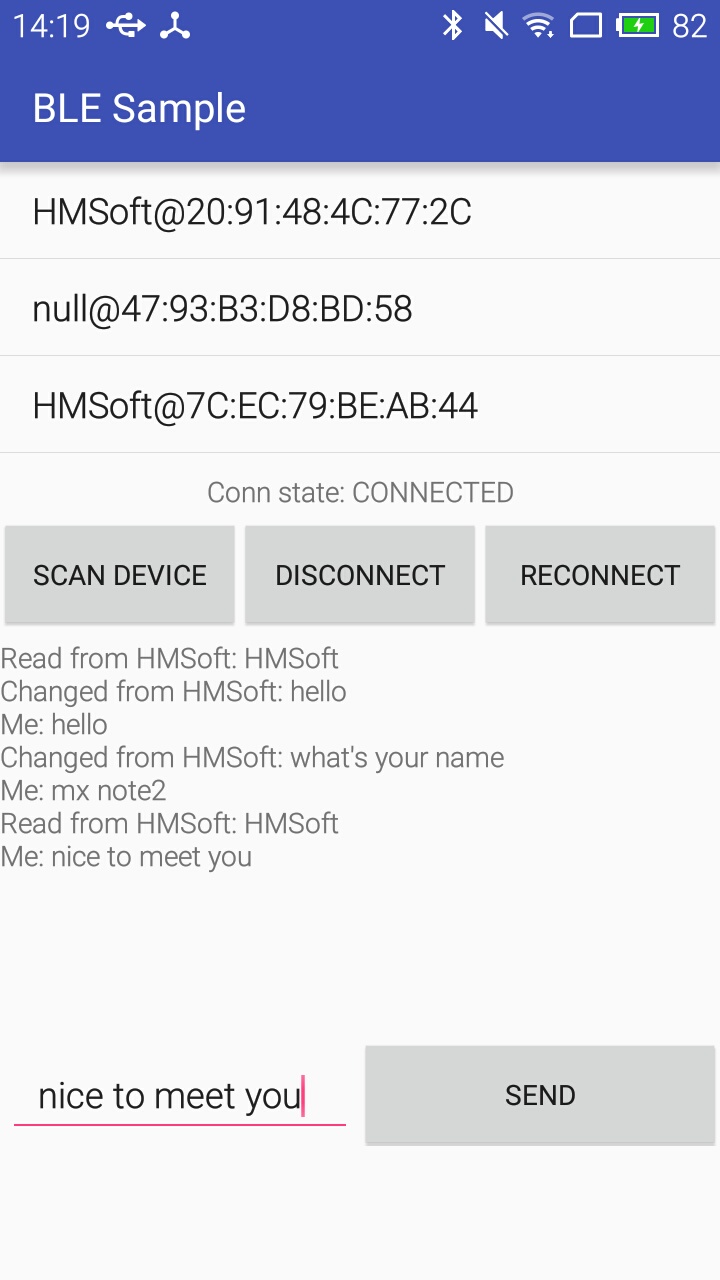 14:19 82
BLE Sample
HMSoft@20:91:48:4C:77:2C
null@47:93:B3:D8:BD:58
HMSoft@7C:EC:79:BE:AB:44
Conn state: CONNECTED
SCAN DEVICE DISCONNECT RECONNECT
Read from HMSoft: HMSoft
Changed from HMSoft: hello
Me: hello
Changed from HMSoft: what's your name
Me: mx note2
Read from HMSoft: HMSoft
Me: nice to meet you
nice to meet you SEND